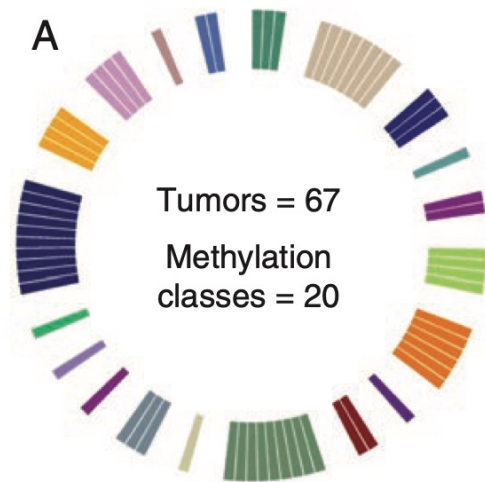 A
Tumors = 67
Methylation
classes = 20